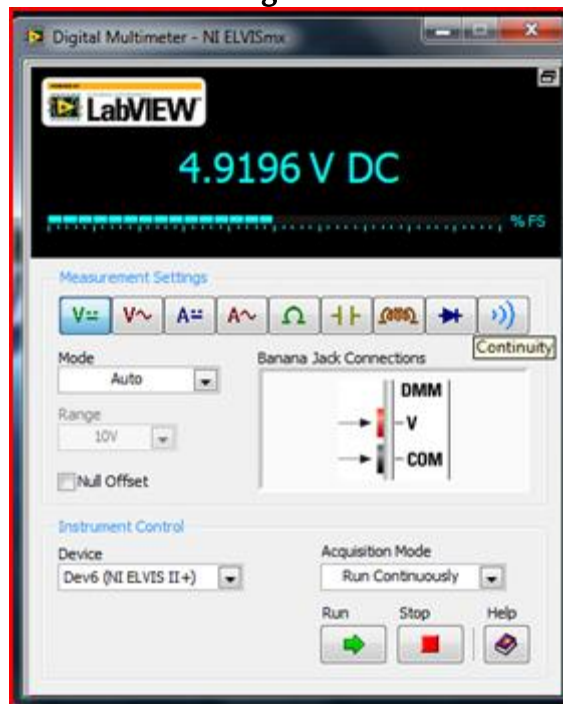 Digital Multimeter - NI ELVISmx
LabVIEW
4.9196 V DC
% FS
Measurement Settings
V
V
A
A
Ω
Continuity
Mode
Banana Jack Connections
Auto
DMM
V
COM
Range
10V
Null Offset
Instrument Control
Device
Acquisition Mode
Dev6 (NI ELVIS II+)
Run Continuously
Run Stop Help